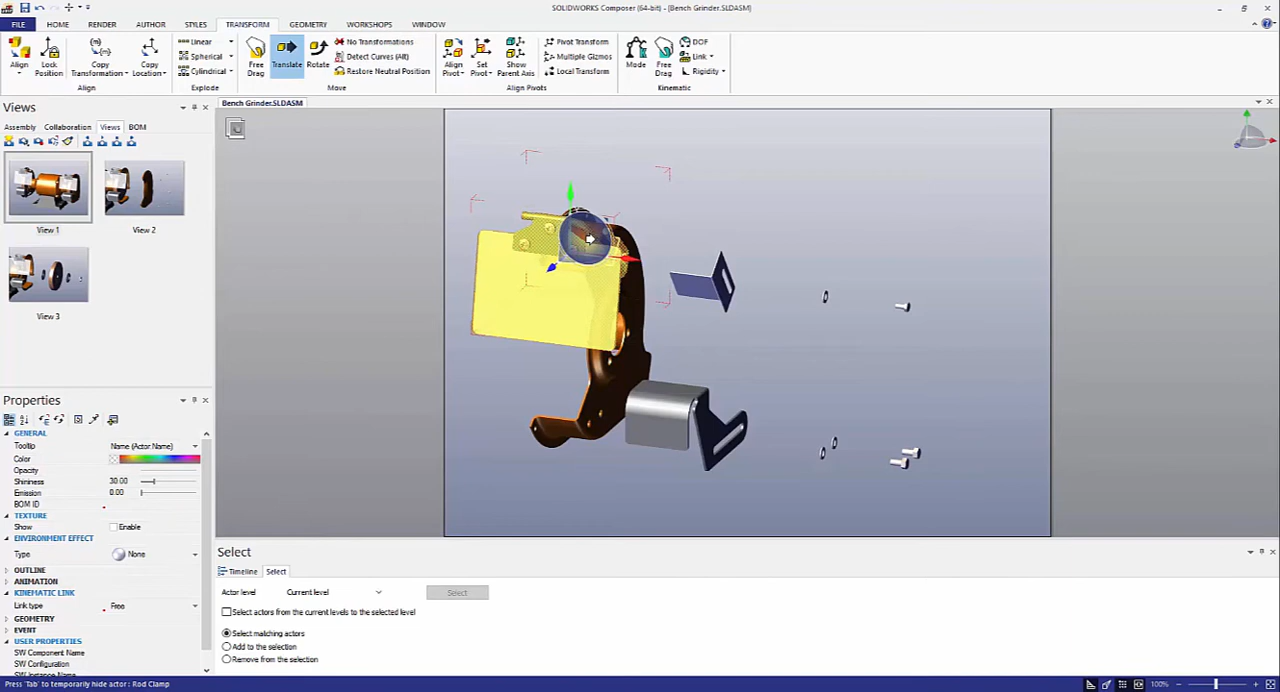 SOLIDWORKS Composer (64-bit) - [Bench Grinder.SLDASM]
FILE HOME RENDER AUTHOR STYLES TRANSFORM GEOMETRY WORKSHOPS WINDOW
Align Lock Position Copy Transformation Copy Location Linear Spherical Cylindrical Free Drag Translate Rotate No Transformations Detect Curves (Alt) Restore Neutral Position Align Pivot Set Pivot Show Parent Axis Pivot Transform Multiple Gizmos Local Transform Mode Free Drag DOF Link Rigidity
Align Explode Move Align Pivots Kinematic
Views
Bench Grinder.SLDASM
Assembly Collaboration Views BOM
View 1 View 2
View 3
Properties
GENERAL
Tooltip Name (Actor Name)
Color
Opacity
Shininess 30.00
Emission 0.00
BOM ID
TEXTURE
Show Enable
ENVIRONMENT EFFECT
Type None
OUTLINE
ANIMATION
KINEMATIC LINK
Link type Free
GEOMETRY
EVENT
USER PROPERTIES
SW Component Name
SW Configuration
SW Instance Name
Select
Timeline Select
Actor level Current level Select
Select actors from the current levels to the selected level
Select matching actors
Add to the selection
Remove from the selection
Press 'Tab' to temporarily hide actor : Rod Clamp 100%